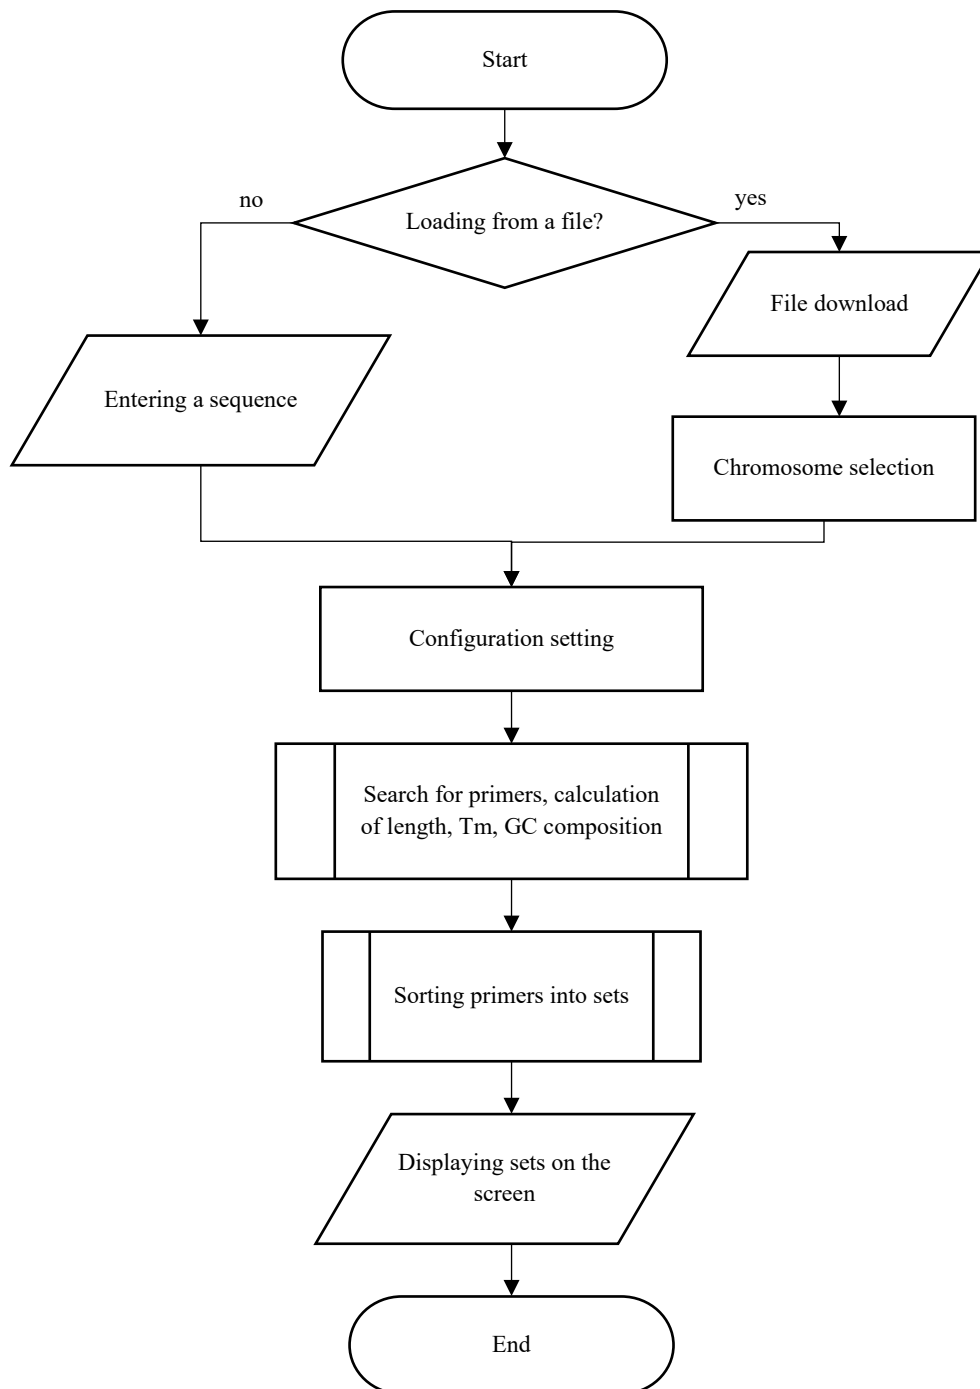 Start
Loading from a file?
no
yes
File download
Entering a sequence
Chromosome selection
Configuration setting
Search for primers, calculation
of length, Tm, GC composition
Sorting primers into sets
Displaying sets on the
screen
End